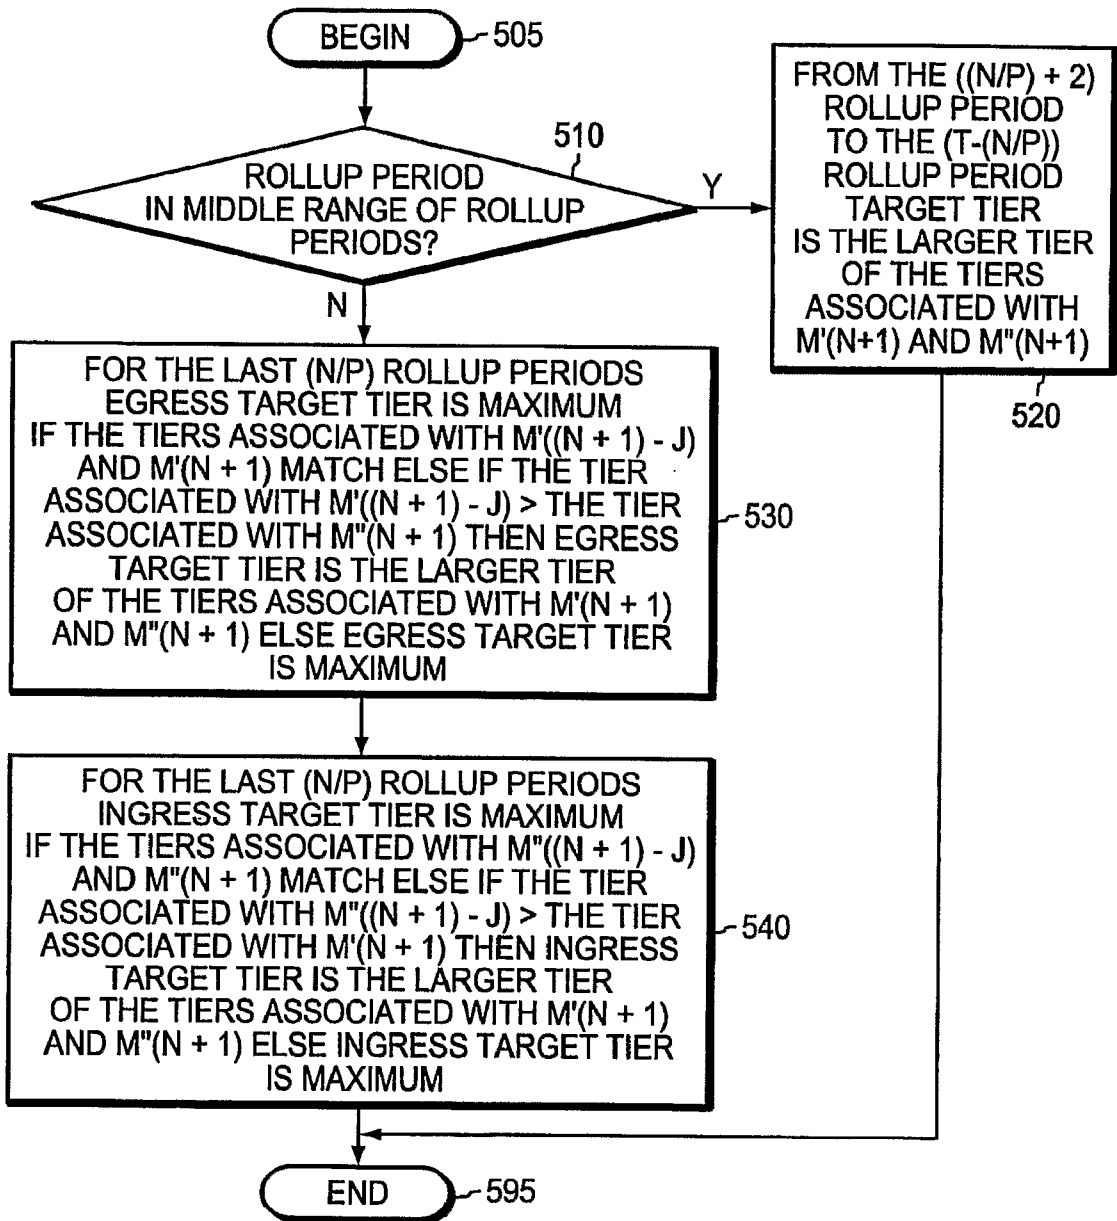 BEGIN
505
510
ROLLUP PERIOD
IN MIDDLE RANGE OF ROLLUP
PERIODS?
Y
N
FROM THE ((N/P) + 2)
ROLLUP PERIOD
TO THE (T-(N/P))
ROLLUP PERIOD
TARGET TIER
IS THE LARGER TIER
OF THE TIERS
ASSOCIATED WITH
M'(N+1) AND M"(N+1)
520
FOR THE LAST (N/P) ROLLUP PERIODS
EGRESS TARGET TIER IS MAXIMUM
IF THE TIERS ASSOCIATED WITH M'((N + 1) - J)
AND M'(N + 1) MATCH ELSE IF THE TIER
ASSOCIATED WITH M'((N + 1) - J) > THE TIER
ASSOCIATED WITH M"(N + 1) THEN EGRESS
TARGET TIER IS THE LARGER TIER
OF THE TIERS ASSOCIATED WITH M'(N + 1)
AND M"(N + 1) ELSE EGRESS TARGET TIER
IS MAXIMUM
530
FOR THE LAST (N/P) ROLLUP PERIODS
INGRESS TARGET TIER IS MAXIMUM
IF THE TIERS ASSOCIATED WITH M"((N + 1) - J)
AND M"(N + 1) MATCH ELSE IF THE TIER
ASSOCIATED WITH M"((N + 1) - J) > THE TIER
ASSOCIATED WITH M'(N + 1) THEN INGRESS
TARGET TIER IS THE LARGER TIER
OF THE TIERS ASSOCIATED WITH M'(N + 1)
AND M"(N + 1) ELSE INGRESS TARGET TIER
IS MAXIMUM
540
END
595